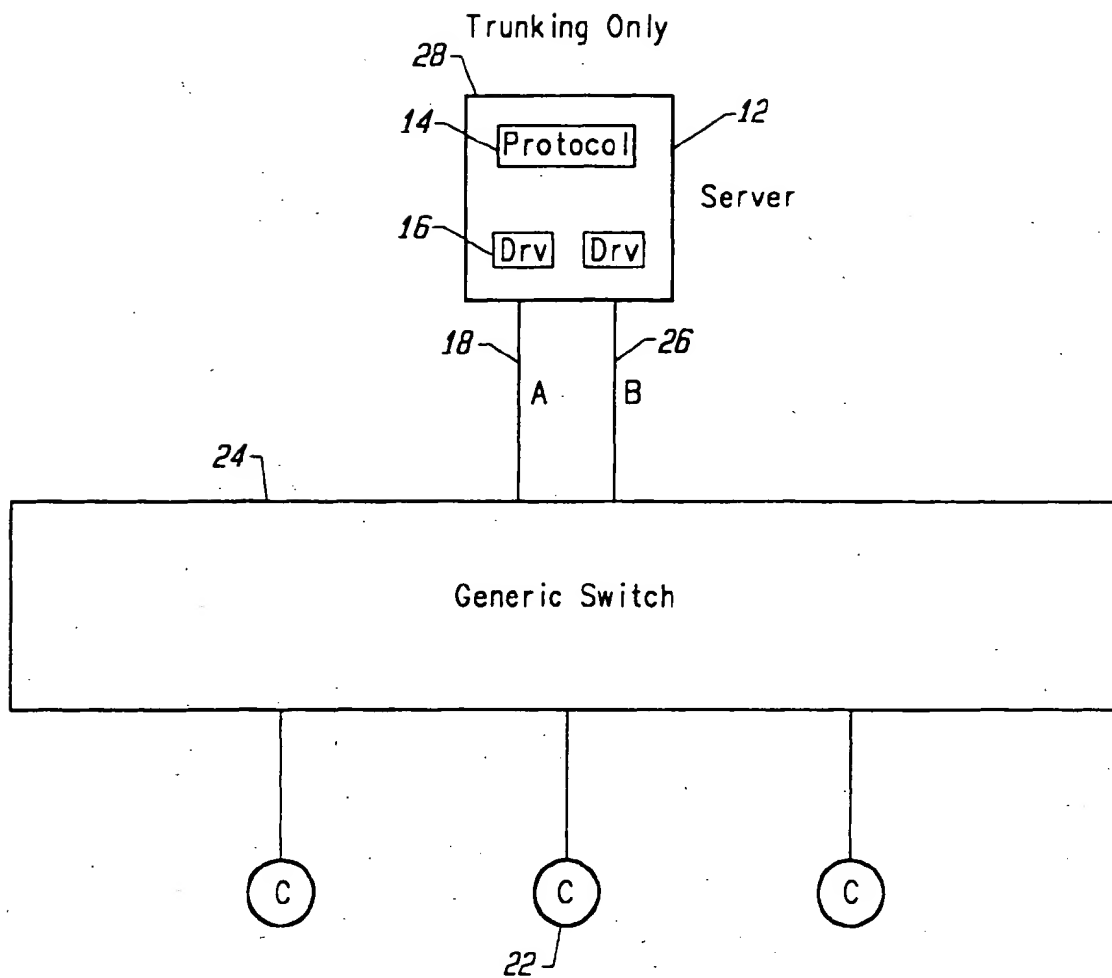 Trunking Only
28
14
Protocol
12
Server
16
Drv
Drv
18
26
A
B
24
Generic Switch
C
C
C
22